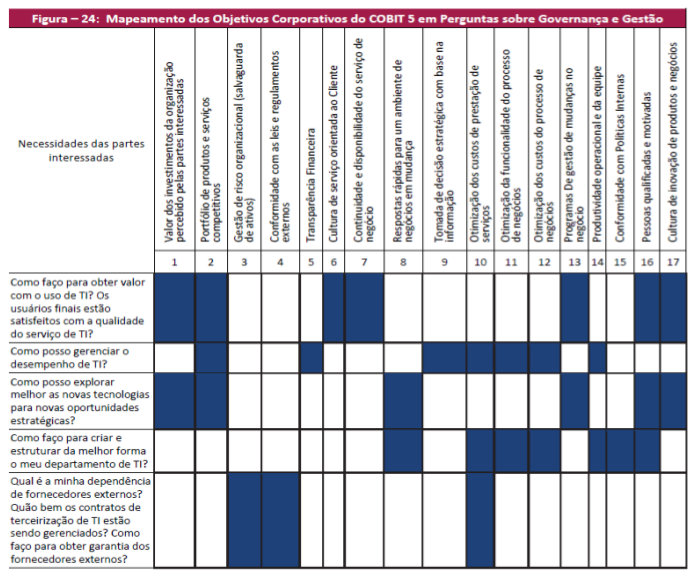 Figura – 24: Mapeamento dos Objetivos Corporativos do COBIT 5 em Perguntas sobre Governança e Gestão
Necessidades das partes
interessadas
Valor dos investimentos da organização
percebido pelas partes interessadas
Portfólio de produtos e serviços
competitivos
Gestão de risco organizacional (salvaguarda
de ativos)
Conformidade com as leis e regulamentos
externos
Transparência Financeira
Cultura de serviço orientada ao Cliente
Continuidade e disponibilidade do serviço de
negócio
Respostas rápidas para um ambiente de
negócios em mudança
Tomada de decisão estratégica com base na
informação
Otimização dos custos de prestação de
serviços
Otimização da funcionalidade do processo
de negócios
Otimização dos custos do processo de
negócios
Programas De gestão de mudanças no
negócio
Produtividade operacional e da equipe
Conformidade com Políticas Internas
Pessoas qualificadas e motivadas
Cultura de inovação de produtos e negócios
1 2 3 4 5 6 7 8 9 10 11 12 13 14 15 16 17
Como faço para obter valor
com o uso de TI? Os
usuários finais estão
satisfeitos com a qualidade
do serviço de TI?
Como posso gerenciar o
desempenho de TI?
Como posso explorar
melhor as novas tecnologias
para novas oportunidades
estratégicas?
Como faço para criar e
estruturar da melhor forma
o meu departamento de TI?
Qual é a minha dependência
de fornecedores externos?
Quão bem os contratos de
terceirização de TI estão
sendo gerenciados? Como
faço para obter garantia dos
fornecedores externos?